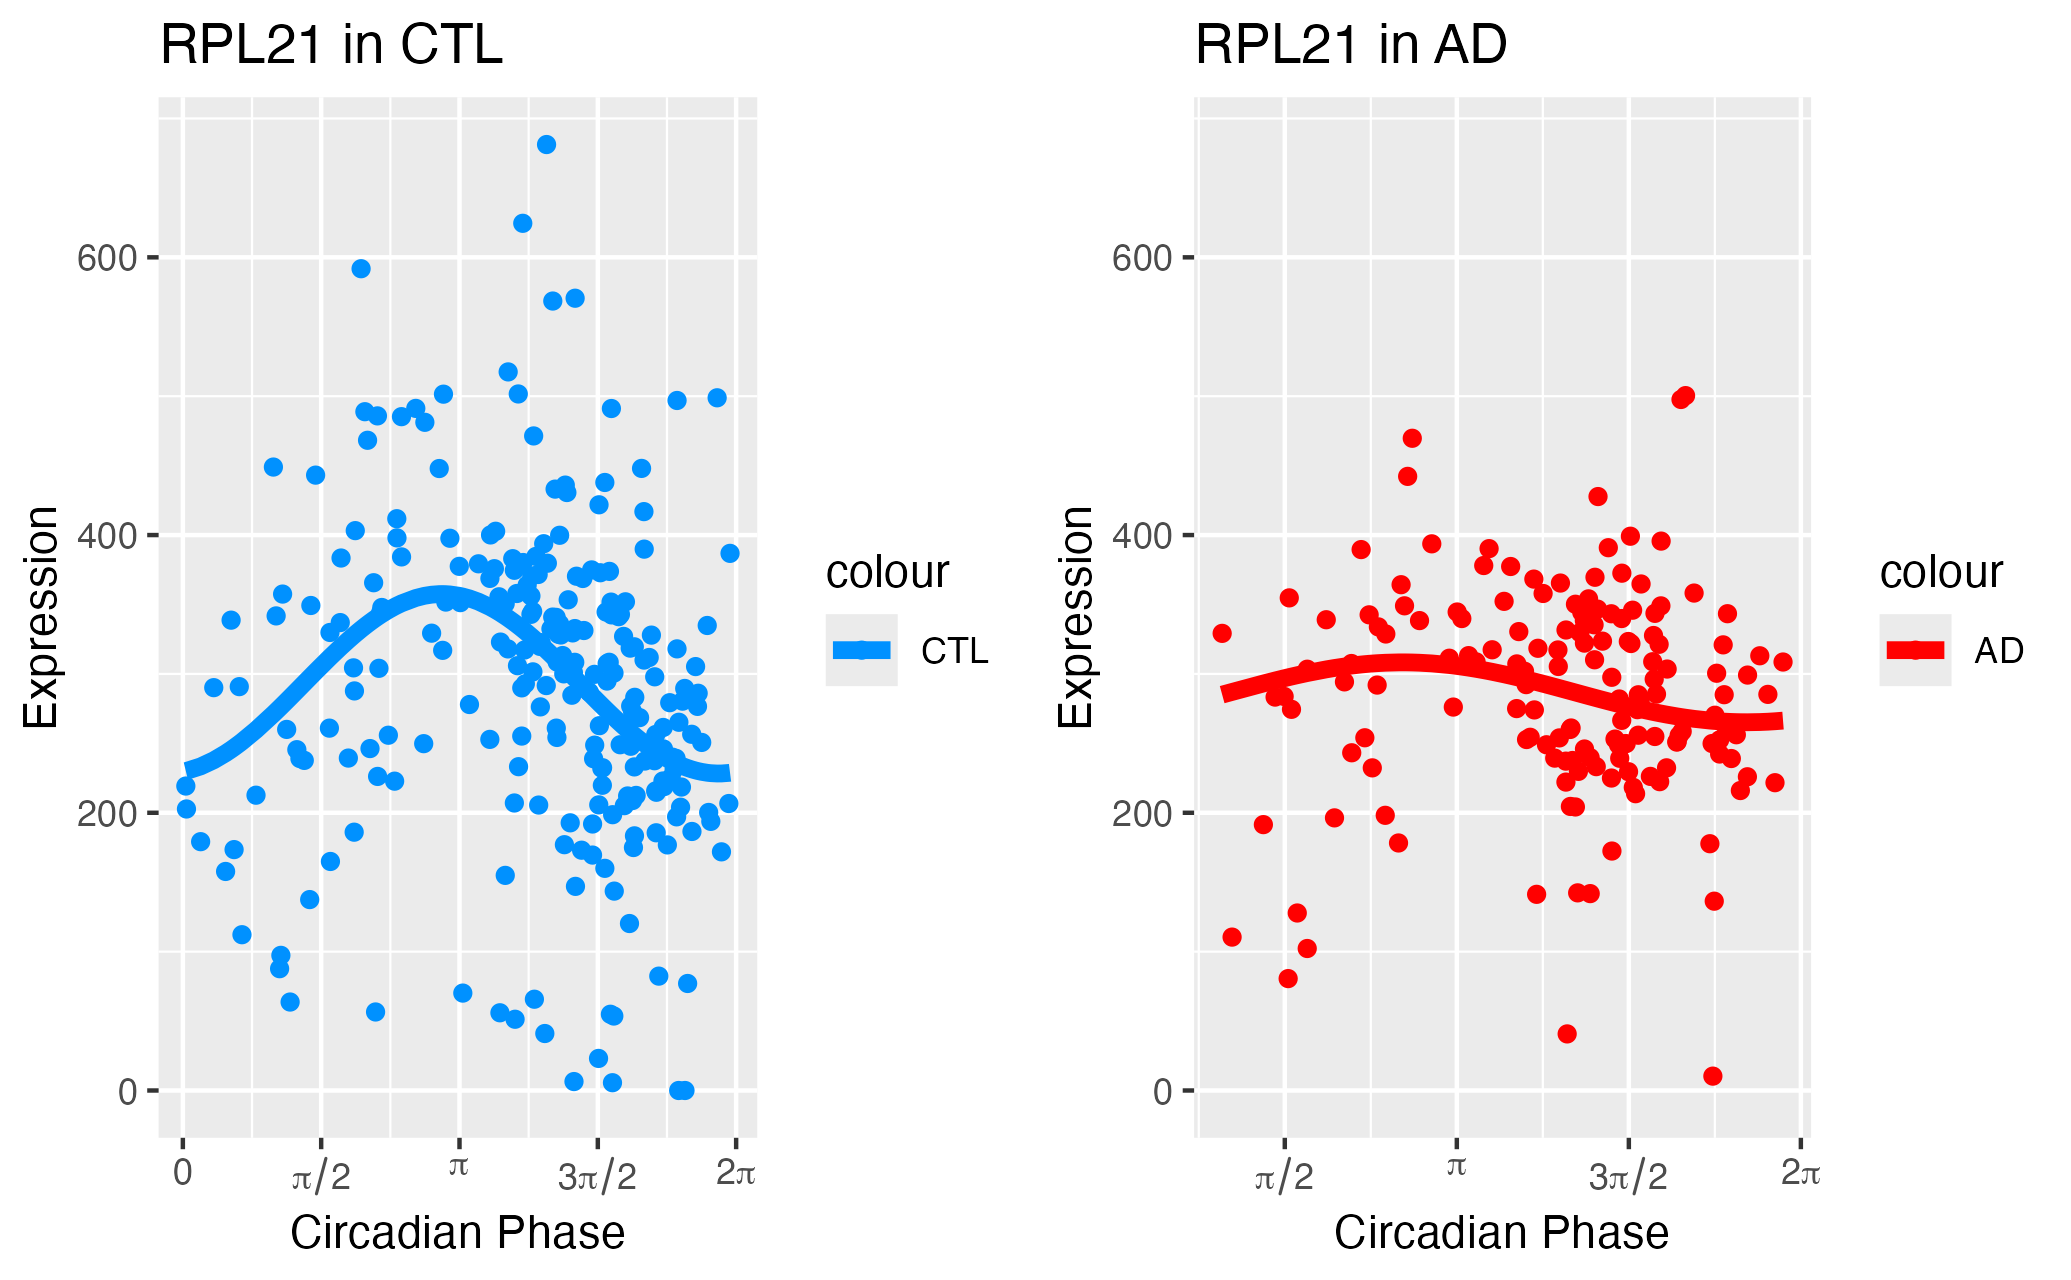 RPL21 in CTL
Expression
600
400
200
0
0
π/2
π
3π/2
2π
Circadian Phase
colour
CTL
RPL21 in AD
Expression
600
400
200
0
π/2
π
3π/2
2π
Circadian Phase
colour
AD